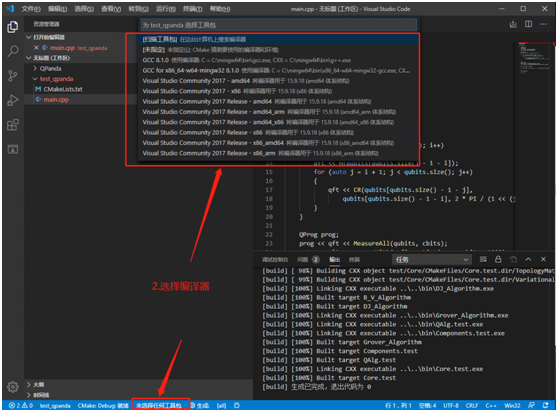 文件(F) 编辑(E) 选择(S) 查看(V) 转到(G) 运行(R) 终端(T) 帮助(H)
main.cpp - 无标题 (工作区) - Visual Studio Code
资源管理器
打开的编辑器
main.cpp test_qpanda
无标题 (工作区)
QPanda
test_qpanda
CMakeLists.txt
main.cpp
为 test_qpanda 选择工具包
[扫描工具包] 在这台计算机上搜索编译器
[未指定] 未指定(让 CMake 猜测要使用的编译器和环境)
GCC 8.1.0 使用编译器: C = C:\mingw64\bin\gcc.exe, CXX = C:\mingw64\bin\g++.exe
GCC for x86_64-w64-mingw32 8.1.0 使用编译器: C = C:\mingw64\bin\x86_64-w64-mingw32-gcc.exe, CX...
Visual Studio Community 2017 - amd64 将编译器用于 15.9.18 (amd64 体系结构)
Visual Studio Community 2017 - x86 将编译器用于 15.9.18 (x86 体系结构)
Visual Studio Community 2017 Release - amd64 将编译器用于 15.9.18 (amd64 体系结构)
Visual Studio Community 2017 Release - amd64_arm 将编译器用于 15.9.18 (amd64_arm 体系结构)
Visual Studio Community 2017 Release - amd64_x86 将编译器用于 15.9.18 (amd64_x86 体系结构)
Visual Studio Community 2017 Release - x86 将编译器用于 15.9.18 (x86 体系结构)
Visual Studio Community 2017 Release - x86_amd64 将编译器用于 15.9.18 (x86_amd64 体系结构)
Visual Studio Community 2017 Release - x86_arm 将编译器用于 15.9.18 (x86_arm 体系结构)
i++)
14 qft << H(qubits[qubits.size() - 1 - i]);
15 for (auto j = i + 1; j < qubits.size(); j++)
16 {
17 qft << CR(qubits[qubits.size() - 1 - j],
18 qubits[qubits.size() - 1 - i], 2 * PI / (1 << (j
19 }
20 }
21
22 QProg prog;
23 prog << qft << MeasureAll(qubits, cbits);
2.选择编译器
调试控制台 问题 2 输出 终端 任务
[build] [ 98%] Building CXX object test/Core/CMakeFiles/Core.test.dir/TopologyMat
[build] [ 99%] Building CXX object test/Core/CMakeFiles/Core.test.dir/Variational
[build] [100%] Linking CXX executable ..\..\bin\DJ_Algorithm.exe
[build] [100%] Built target B_V_Algorithm
[build] [100%] Built target DJ_Algorithm
[build] [100%] Linking CXX executable ..\..\bin\Grover_Algorithm.exe
[build] [100%] Linking CXX executable ..\..\bin\QAlg.test.exe
[build] [100%] Linking CXX executable ..\..\bin\Components.test.exe
[build] [100%] Built target Grover_Algorithm
[build] [100%] Built target Components.test
[build] [100%] Built target QAlg.test
[build] [100%] Linking CXX executable ..\..\bin\Core.test.exe
[build] [100%] Built target Core.test
[build] 生成已完成，退出代码为 0
大纲
时间线
2 0 test_qpanda CMake: Debug: 就绪 未选择任何工具包 生成: [all] 行 1，列 1 空格: 4 UTF-8 CRLF C++ Win32